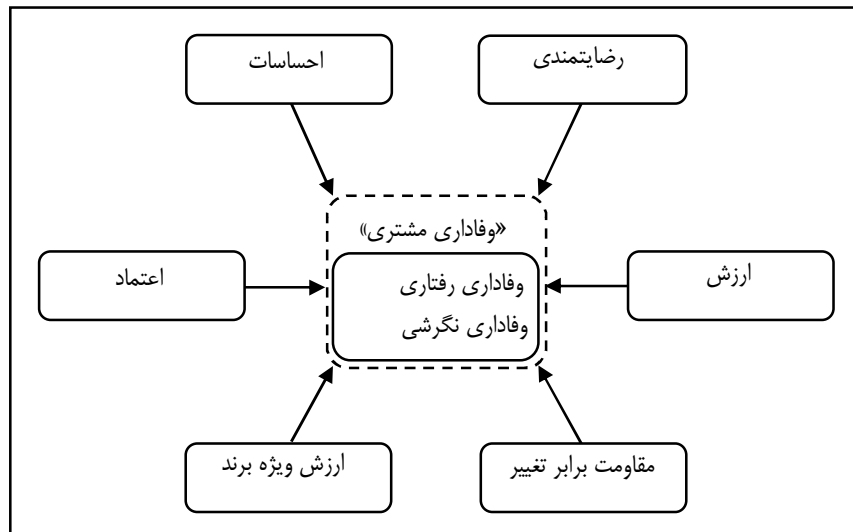 رضایتمندی
احساسات
«وفاداری مشتری»
ارزش
وفاداری رفتاری
وفاداری نگرشی
اعتماد
مقاومت برابر تغییر
ارزش ویژه برند